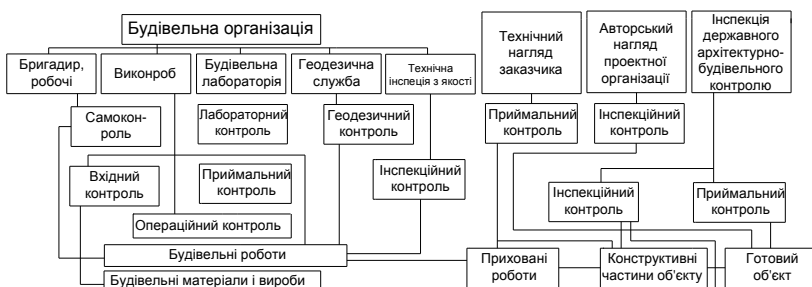 Будівельна організація
Бригадир,
робочі
Виконроб
Будівельна
лабораторія
Геодезична
служба
Технічна
інспеція з якості
Технічний
нагляд
заказчика
Авторський
нагляд
проектної
організації
Інспекція
державного
архітектурно-
будівельного
контролю
Самокон-
роль
Лабораторний
контроль
Геодезичний
контроль
Приймальний
контроль
Інспекційний
контроль
Вхідний
контроль
Приймальний
контроль
Інспекційний
контроль
Інспекційний
контроль
Приймальний
контроль
Операційний контроль
Будівельні роботи
Приховані
роботи
Конструктивні
частини об'єкту
Готовий
об'єкт
Будівельні матеріали і вироби